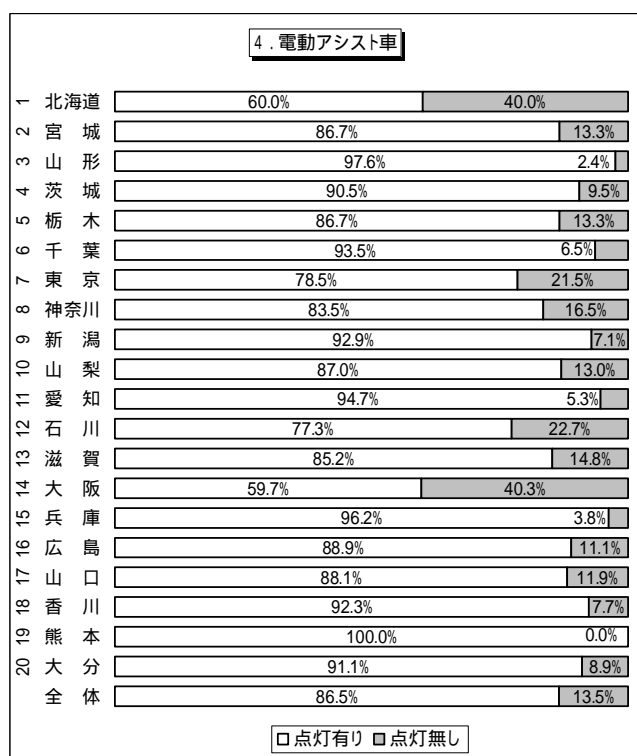 4．電動アシスト車
1 北海道 60.0% 40.0%
2 宮城 86.7% 13.3%
3 山形 97.6% 2.4%
4 茨城 90.5% 9.5%
5 栃木 86.7% 13.3%
6 千葉 93.5% 6.5%
7 東京 78.5% 21.5%
8 神奈川 83.5% 16.5%
9 新潟 92.9% 7.1%
10 山梨 87.0% 13.0%
11 愛知 94.7% 5.3%
12 石川 77.3% 22.7%
13 滋賀 85.2% 14.8%
14 大阪 59.7% 40.3%
15 兵庫 96.2% 3.8%
16 広島 88.9% 11.1%
17 山口 88.1% 11.9%
18 香川 92.3% 7.7%
19 熊本 100.0% 0.0%
20 大分 91.1% 8.9%
全体 86.5% 13.5%
点灯有り 点灯無し